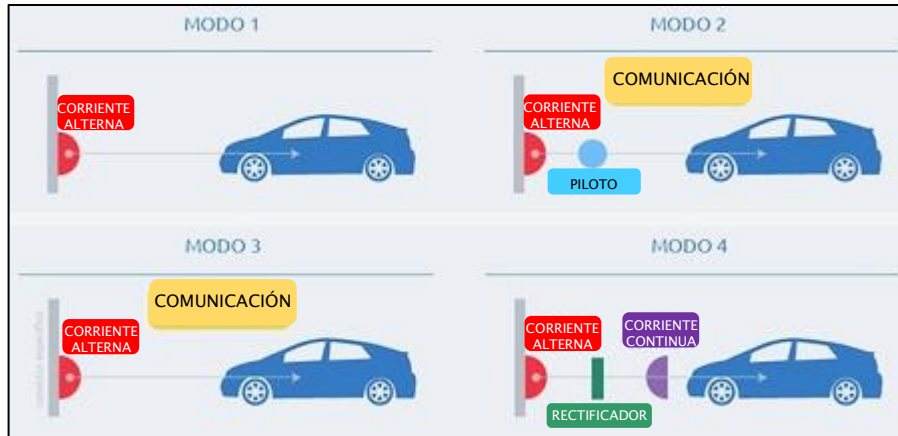 MODO 1
CORRIENTE
ALTERNA
MODO 2
COMUNICACIÓN
CORRIENTE
ALTERNA
PILOTO
MODO 3
COMUNICACIÓN
CORRIENTE
ALTERNA
MODO 4
CORRIENTE
ALTERNA
CORRIENTE
CONTINUA
RECTIFICADOR